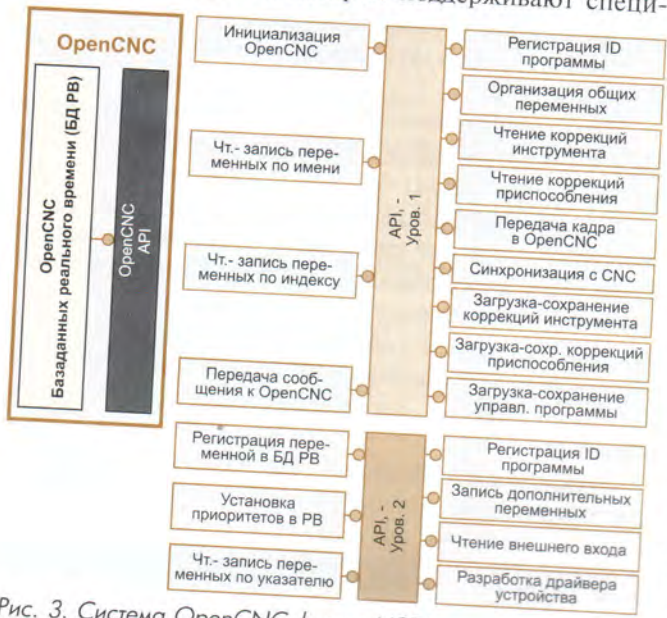 поддерживают специ-
OpenCNC
OpenCNC
Базаданных реального времени (БД РВ)
OpenCNC
API
Инициализация
OpenCNC
Чт.- запись пере-
менных по имени
Чт.- запись пере-
менных по индексу
Передача сооб-
щения к OpenCNC
API, -
Уров. 1
Регистрация ID
программы
Организация общих
переменных
Чтение коррекций
инструмента
Чтение коррекций
приспособления
Передача кадра
в OpenCNC
Синхронизация с CNC
Загрузка-сохранение
коррекций инструмента
Загрузка-сохр. коррекций
приспособления
Загрузка-сохранение
управл. программы
Регистрация пере-
менной в БД РВ
Установка
приоритетов в РВ
Чт.- запись пере-
менных по указателю
API, -
Уров. 2
Регистрация ID
программы
Запись дополнительных
переменных
Чтение внешнего входа
Разработка драйвера
устройства
Рис. 3. Система OpenCNC